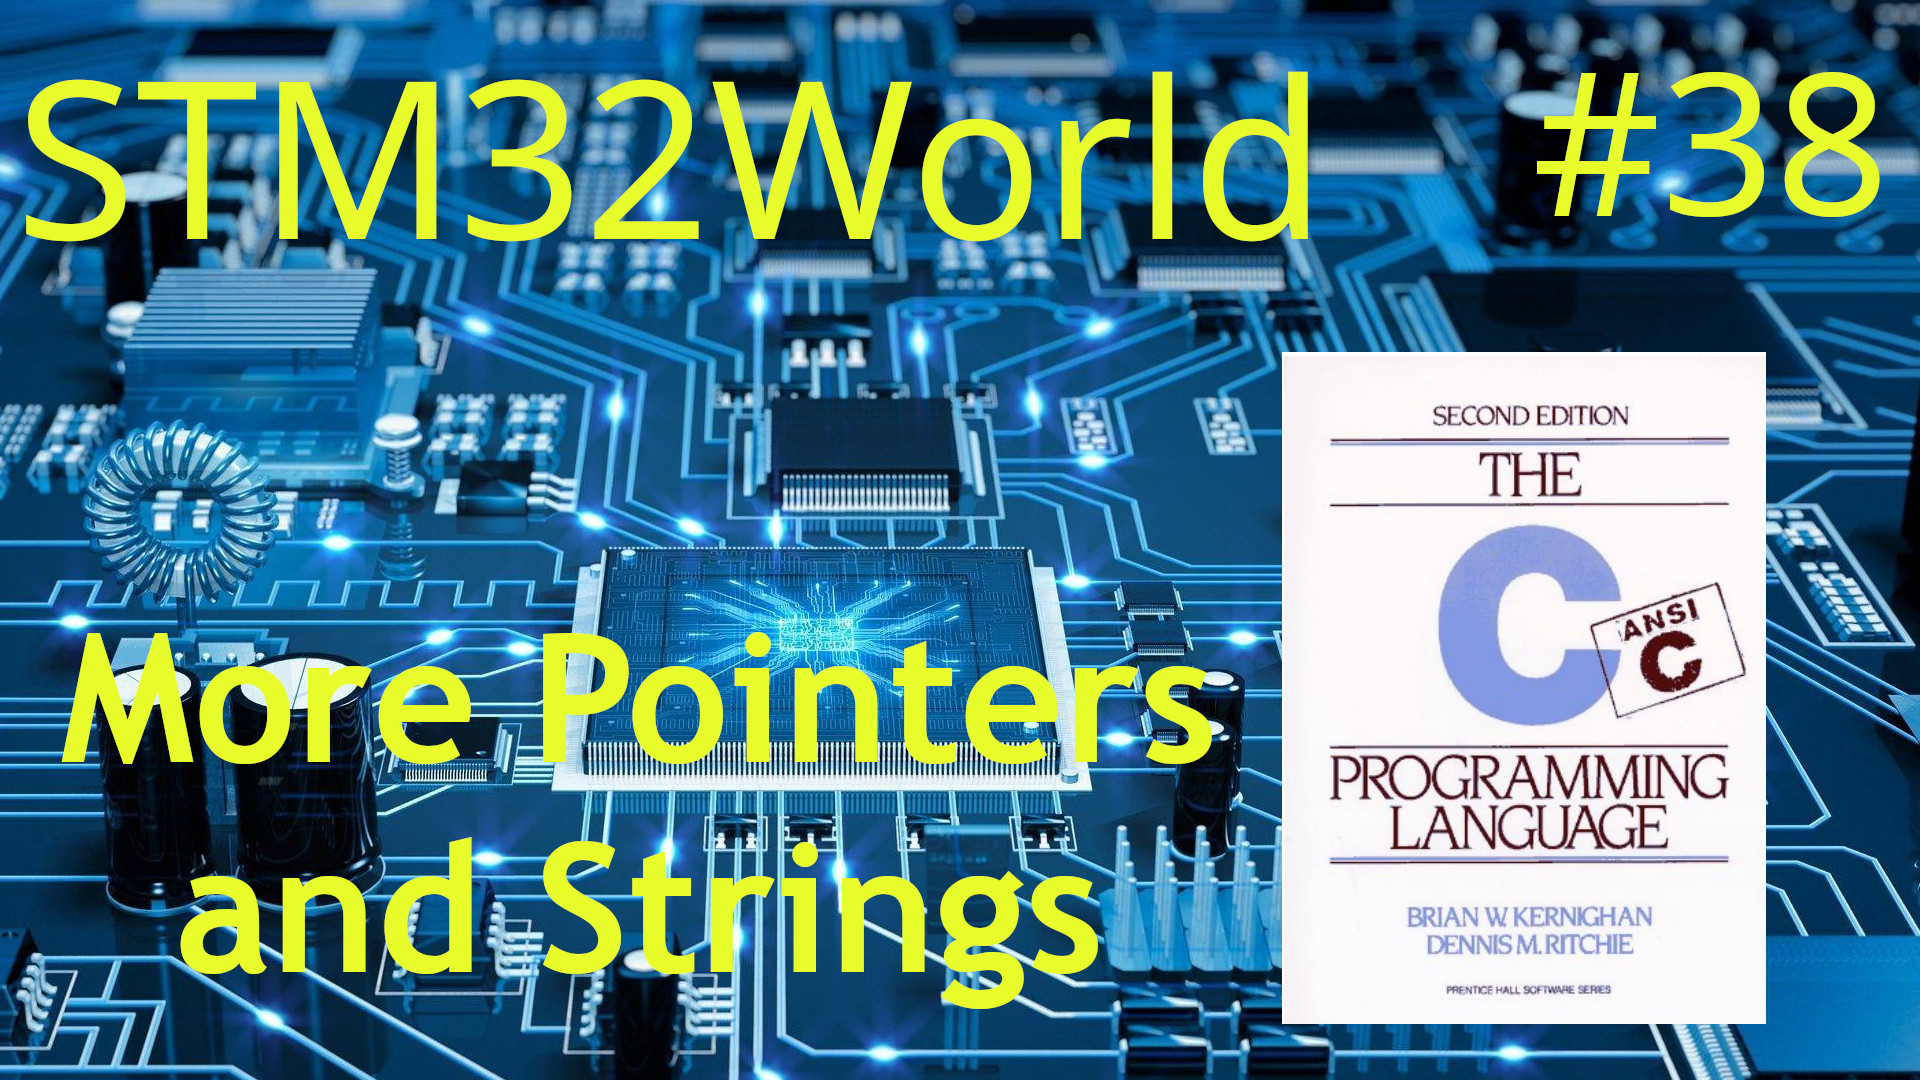 STM32World #38
More Pointers
and Strings
SECOND EDITION
THE
C
ANSI
C
PROGRAMMING
LANGUAGE
BRIAN W. KERNIGHAN
DENNIS M. RITCHIE
PRENTICE HALL SOFTWARE SERIES